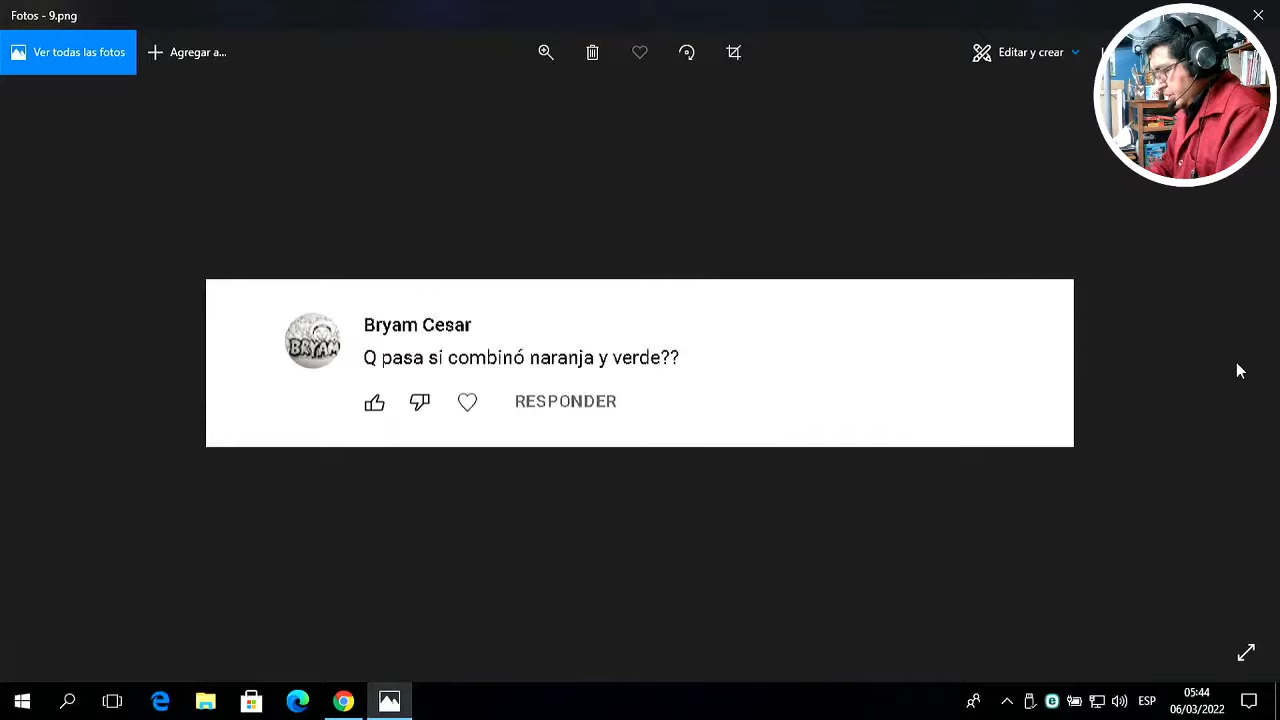 Fotos - 9.png
Ver todas las fotos
Agregar a...
Editar y crear
BRYAM
Bryam Cesar
Q pasa si combinó naranja y verde??
RESPONDER
ESP
05:44
06/03/2022